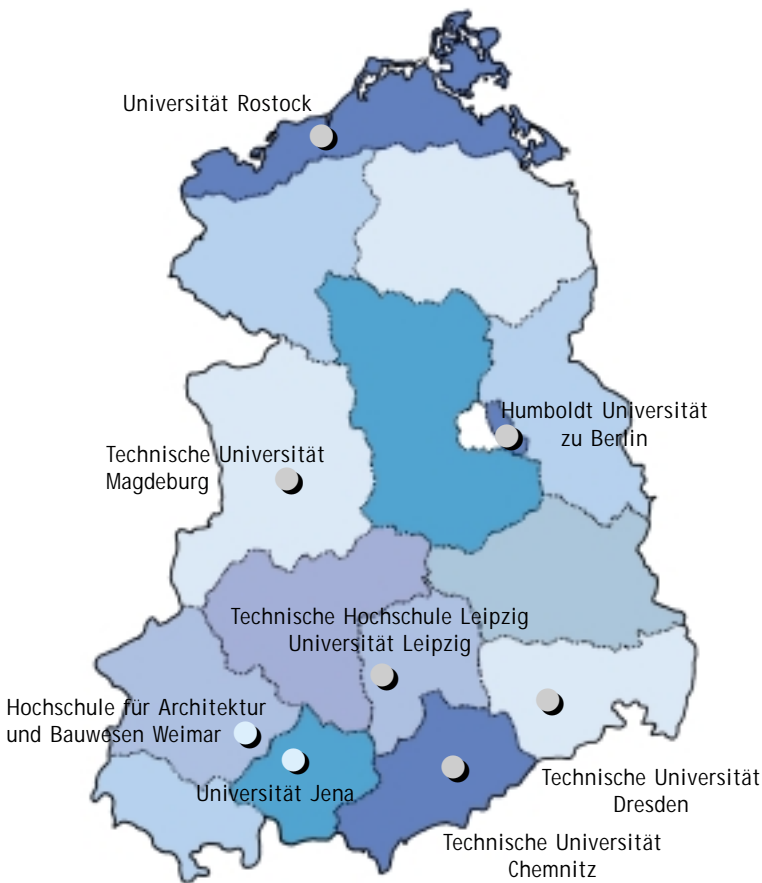 Universität Rostock
Humboldt Universität
zu Berlin
Technische Universität
Magdeburg
Technische Hochschule Leipzig
Universität Leipzig
Hochschule für Architektur
und Bauwesen Weimar
Universität Jena
Technische Universität
Dresden
Technische Universität
Chemnitz